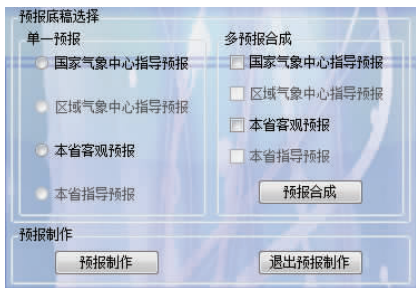 预报底稿选择
单一预报
国家气象中心指导预报
区域气象中心指导预报
本省客观预报
本省指导预报
多预报合成
国家气象中心指导预报
区域气象中心指导预报
本省客观预报
本省指导预报
预报合成
预报制作
预报制作
退出预报制作